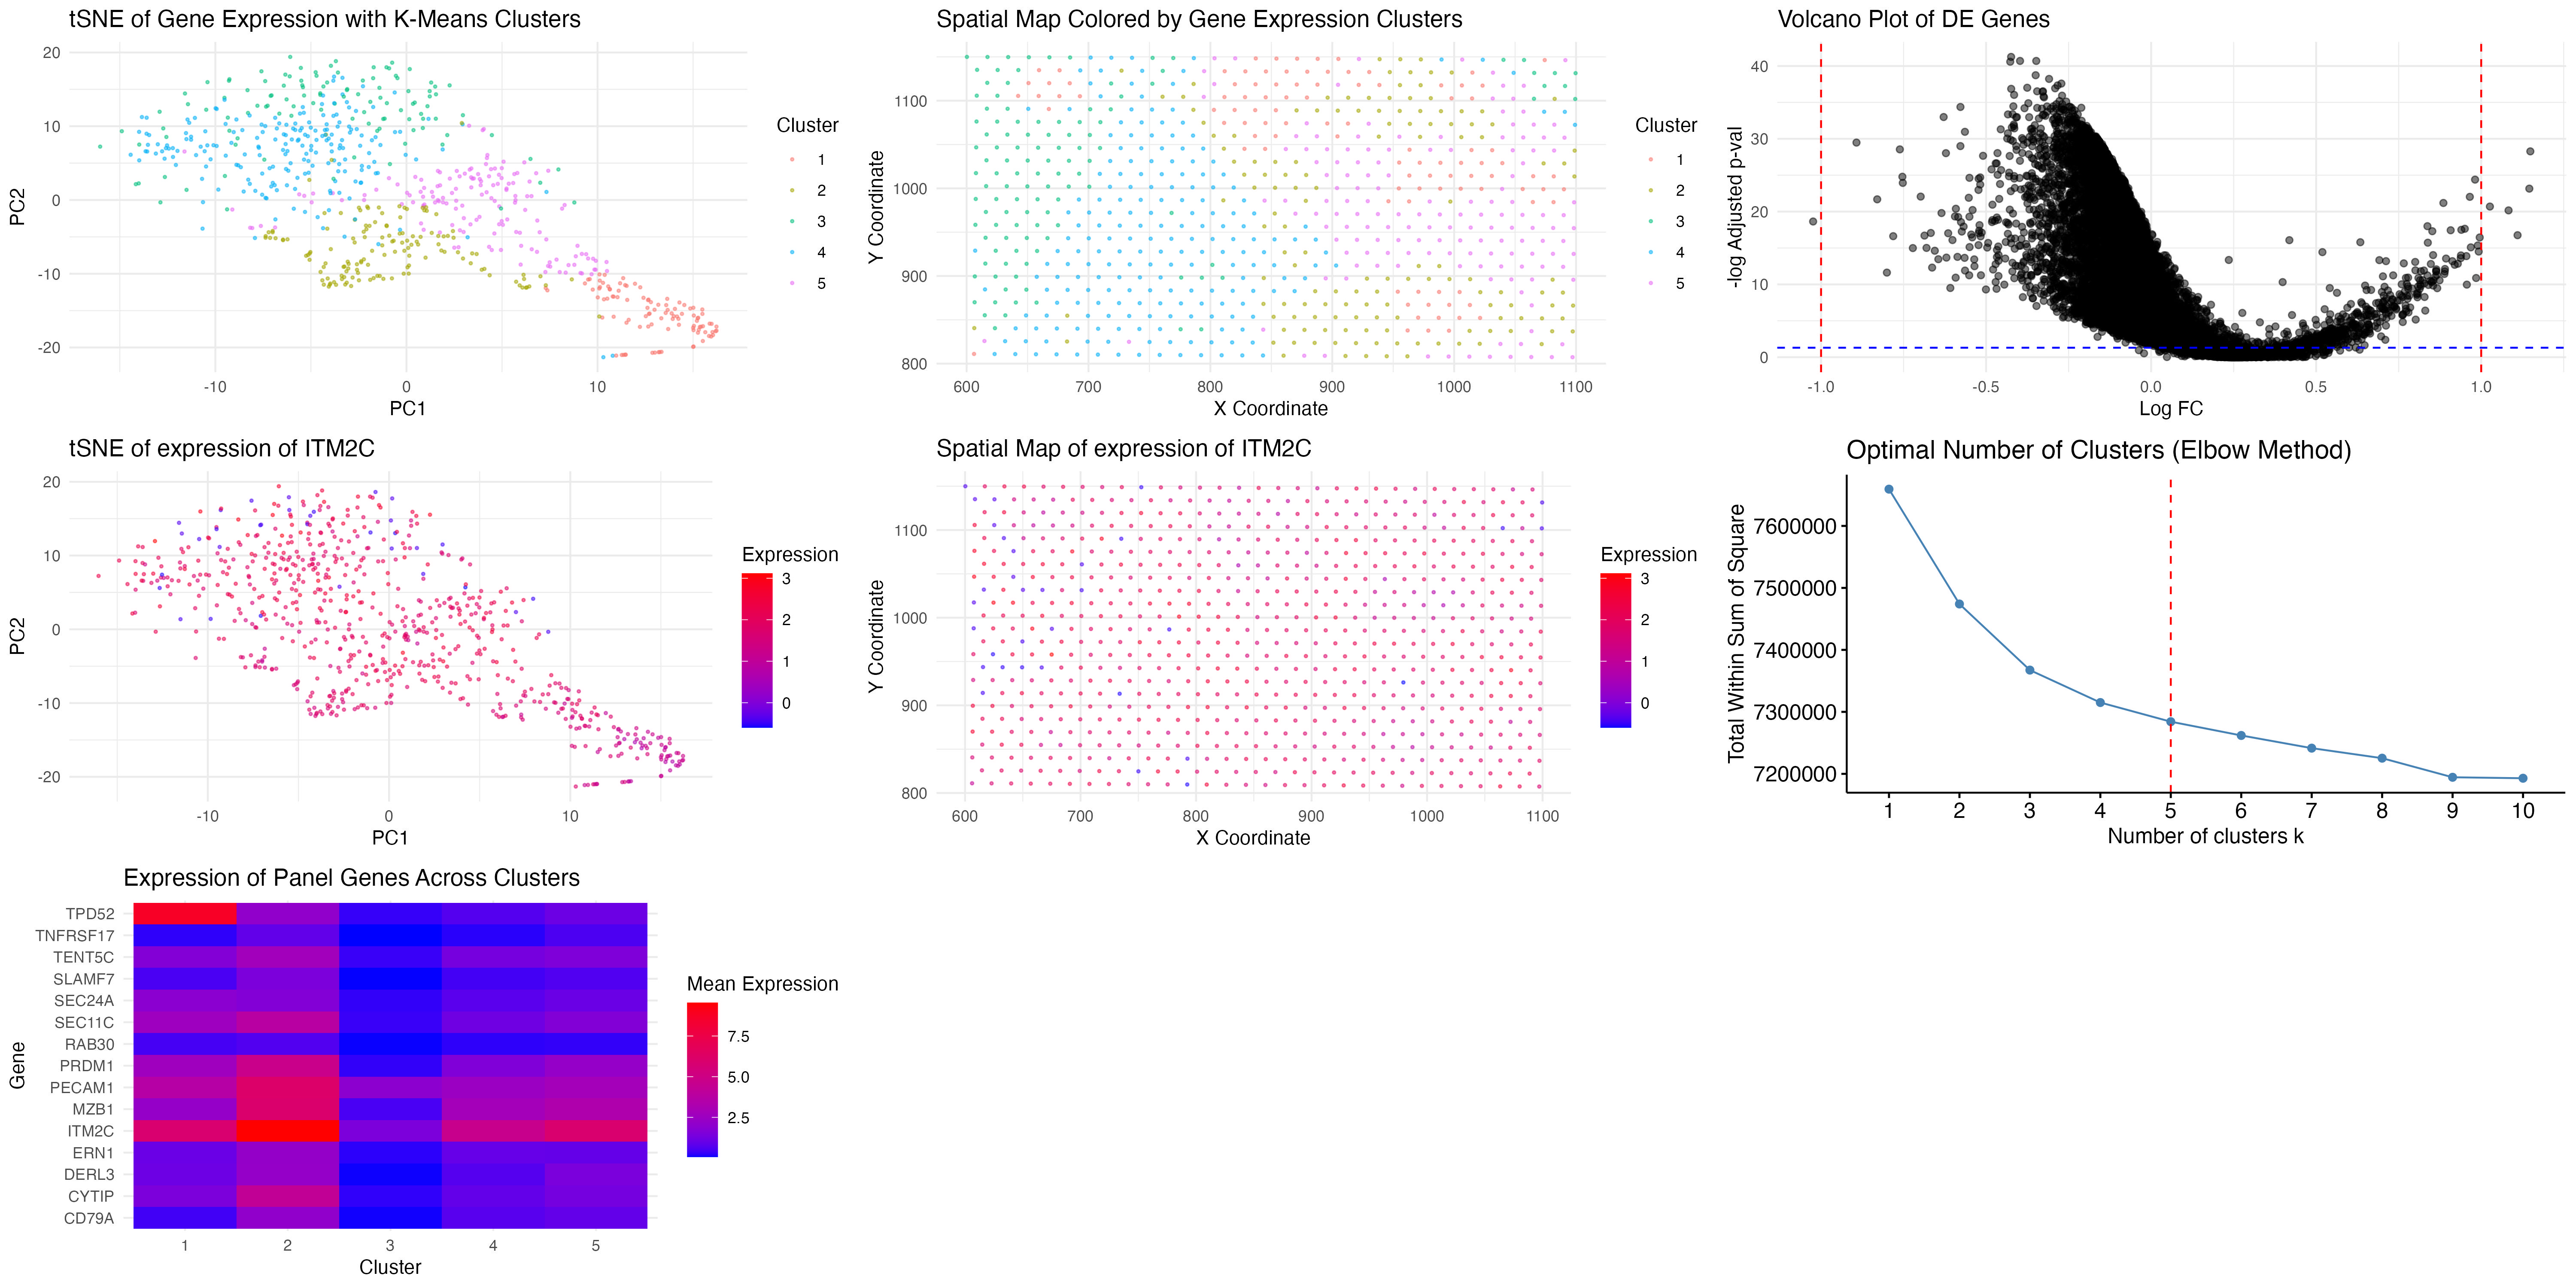 tSNE of Gene Expression with K-Means Clusters
20
10
0
-10
-20
PC2
-10
0
10
PC1
Cluster
1
2
3
4
5
Spatial Map Colored by Gene Expression Clusters
1100
1000
900
800
Y Coordinate
600
700
800
900
1000
1100
X Coordinate
Cluster
1
2
3
4
5
Volcano Plot of DE Genes
40
30
20
10
0
-log Adjusted p-val
-1.0
-0.5
0.0
0.5
1.0
Log FC
tSNE of expression of ITM2C
20
10
0
-10
-20
PC2
-10
0
10
PC1
Expression
3
2
1
0
Spatial Map of expression of ITM2C
1100
1000
900
800
Y Coordinate
600
700
800
900
1000
1100
X Coordinate
Expression
3
2
1
0
Optimal Number of Clusters (Elbow Method)
7600000
7500000
7400000
7300000
7200000
Total Within Sum of Square
1
2
3
4
5
6
7
8
9
10
Number of clusters k
Expression of Panel Genes Across Clusters
TPD52
TNFRSF17
TENT5C
SLAMF7
SEC24A
SEC11C
RAB30
PRDM1
PECAM1
MZB1
ITM2C
ERN1
DERL3
CYTIP
CD79A
Gene
1
2
3
4
5
Cluster
Mean Expression
7.5
5.0
2.5